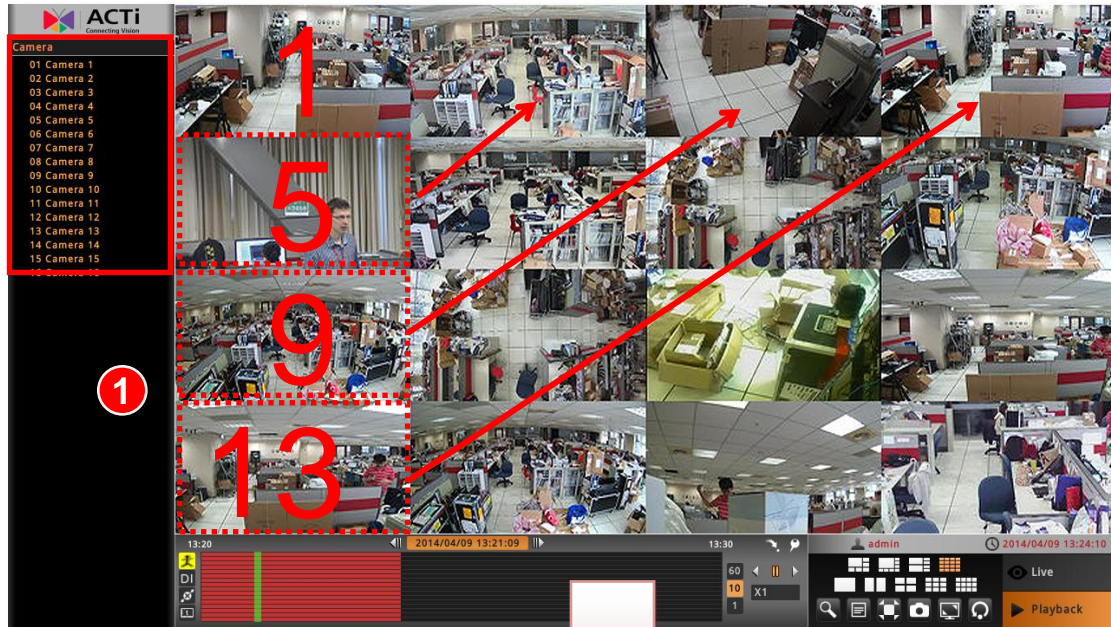 ACTi
Connecting Vision
Camera
01 Camera 1
02 Camera 2
03 Camera 3
04 Camera 4
05 Camera 5
06 Camera 6
07 Camera 7
08 Camera 8
09 Camera 9
10 Camera 10
11 Camera 11
12 Camera 12
13 Camera 13
14 Camera 14
15 Camera 15
16 Camera 16
1
5
9
13
1
13:20
2014/04/09 13:21:09
13:30
DI
60
10
1
X1
admin
2014/04/09 13:24:10
Live
Playback